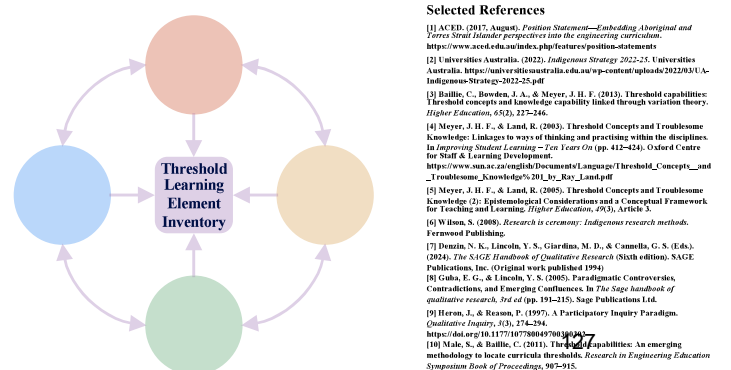 Threshold
Learning
Element
Inventory
Selected References
[1] ACED. (2017, August). Position Statement—Embedding Aboriginal and
Torres Strait Islander perspectives into the engineering curriculum.
https://www.aced.edu.au/index.php/features/position-statements
[2] Universities Australia. (2022). Indigenous Strategy 2022-25. Universities
Australia. https://universitiesaustralia.edu.au/wp-content/uploads/2022/03/UA-
Indigenous-Strategy-2022-25.pdf
[3] Baillie, C., Bowden, J. A., & Meyer, J. H. F. (2013). Threshold capabilities:
Threshold concepts and knowledge capability linked through variation theory.
Higher Education, 65(2), 227–246.
[4] Meyer, J. H. F., & Land, R. (2003). Threshold Concepts and Troublesome
Knowledge: Linkages to ways of thinking and practising within the disciplines.
In Improving Student Learning – Ten Years On (pp. 412–424). Oxford Centre
for Staff & Learning Development.
https://www.sun.ac.za/english/Documents/Language/Threshold_Concepts__and
_Troublesome_Knowledge%201_by_Ray_Land.pdf
[5] Meyer, J. H. F., & Land, R. (2005). Threshold Concepts and Troublesome
Knowledge (2): Epistemological Considerations and a Conceptual Framework
for Teaching and Learning. Higher Education, 49(3), Article 3.
[6] Wilson, S. (2008). Research is ceremony: Indigenous research methods.
Fernwood Publishing.
[7] Denzin, N. K., Lincoln, Y. S., Giardina, M. D., & Cannella, G. S. (Eds.).
(2024). The SAGE Handbook of Qualitative Research (Sixth edition). SAGE
Publications, Inc. (Original work published 1994)
[8] Guba, E. G., & Lincoln, Y. S. (2005). Paradigmatic Controversies,
Contradictions, and Emerging Confluences. In The Sage handbook of
qualitative research, 3rd ed (pp. 191–215). Sage Publications Ltd.
[9] Heron, J., & Reason, P. (1997). A Participatory Inquiry Paradigm.
Qualitative Inquiry, 3(3), 274–294.
https://doi.org/10.1177/107780049700300302
127
[10] Male, S., & Baillie, C. (2011). Threshold capabilities: An emerging
methodology to locate curricula thresholds. Research in Engineering Education
Symposium Book of Proceedings, 907–915.